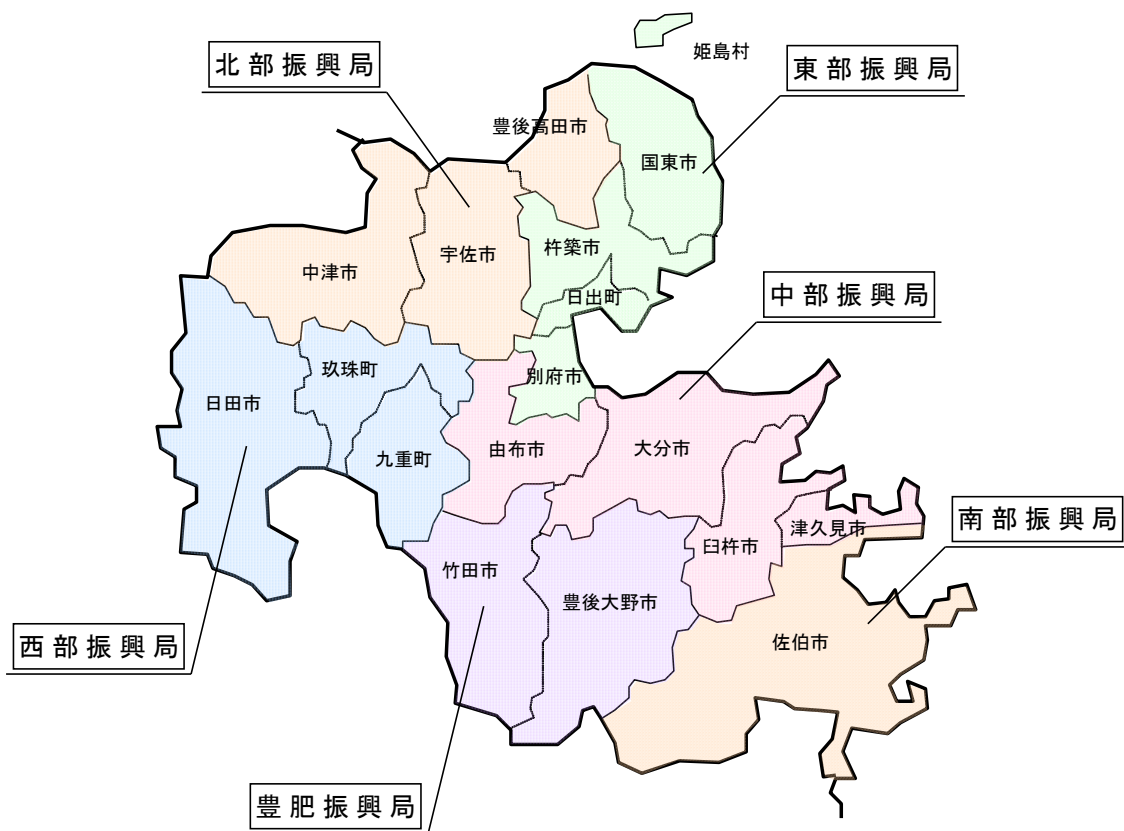 姫島村
北部振興局
東部振興局
豊後高田市
国東市
杵築市
宇佐市
中津市
日出町
中部振興局
玖珠町
別府市
日田市
由布市
大分市
九重町
南部振興局
津久見市
臼杵市
竹田市
豊後大野市
佐伯市
西部振興局
豊肥振興局